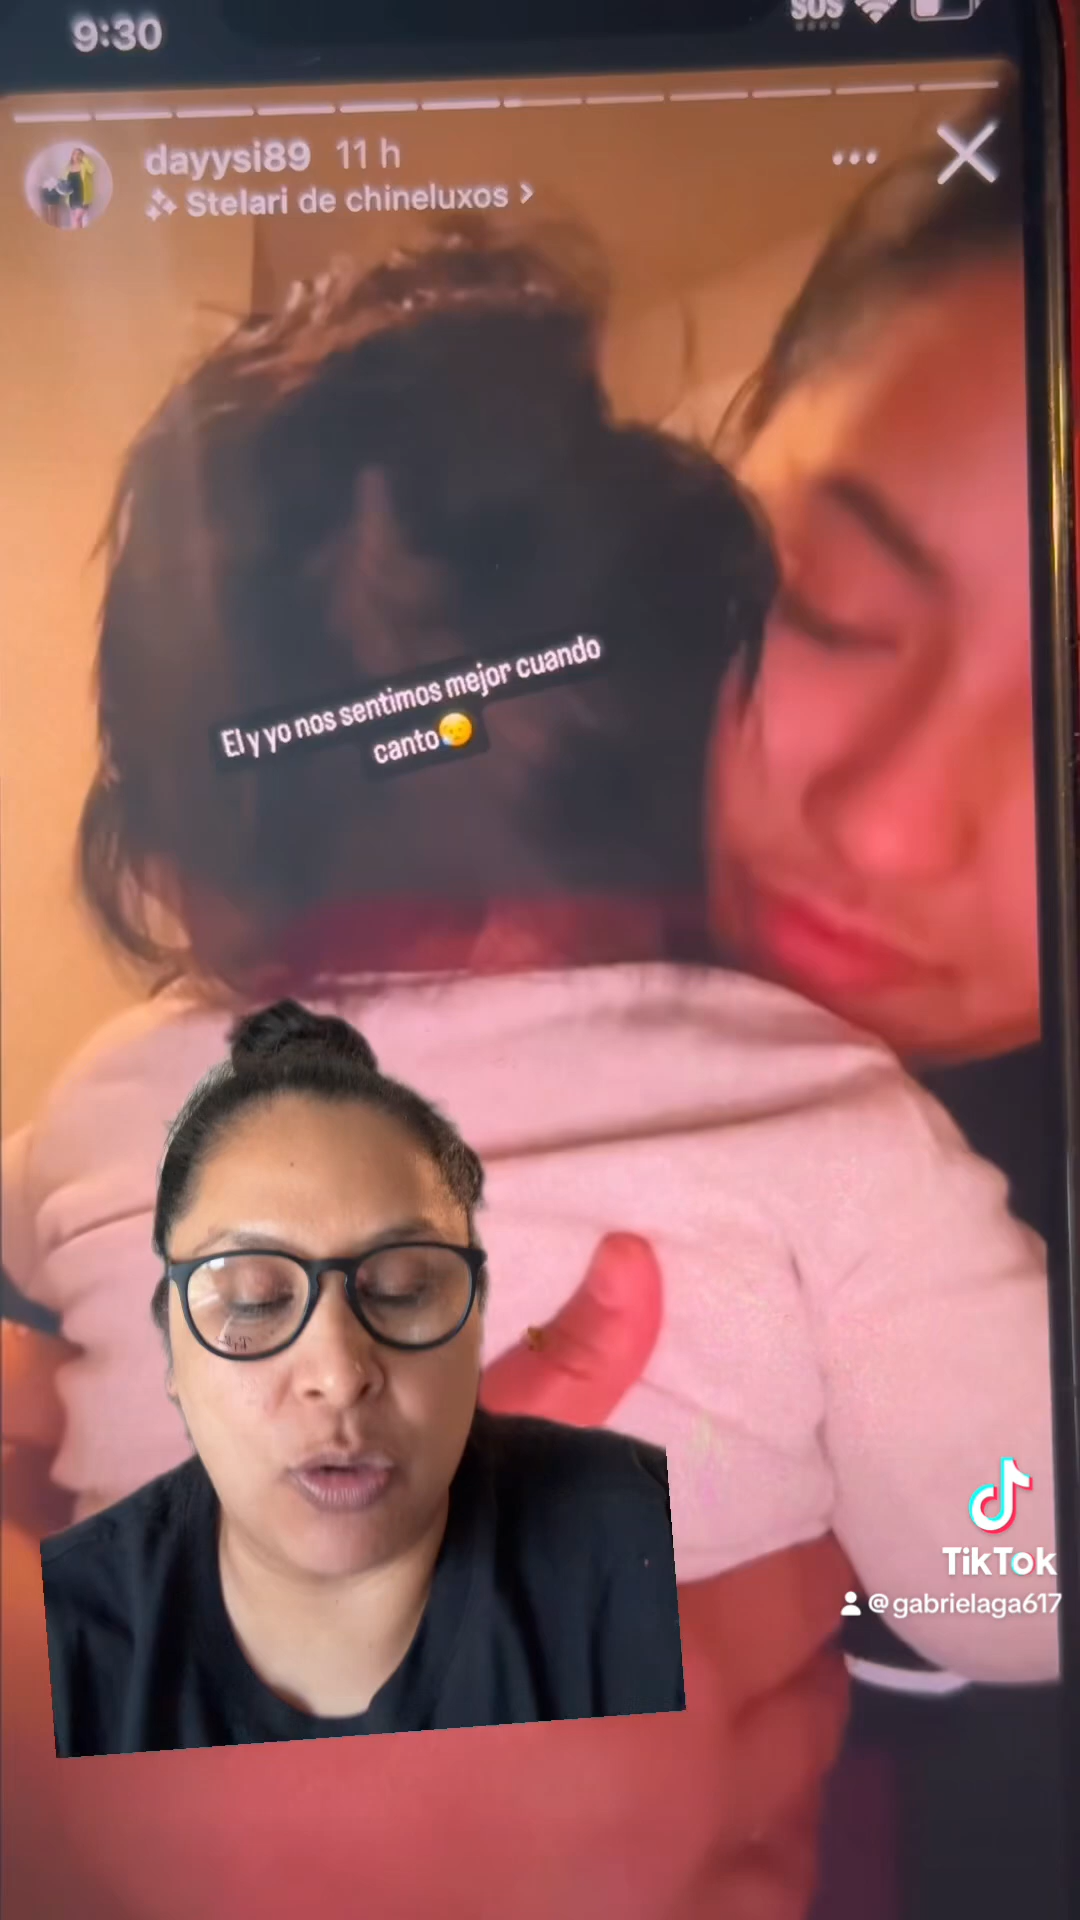 9:30
SOS
dayysi89 11 h
Stelari de chineluxos >
El y yo nos sentimos mejor cuando
canto😥
TikTok
@gabrielaga617